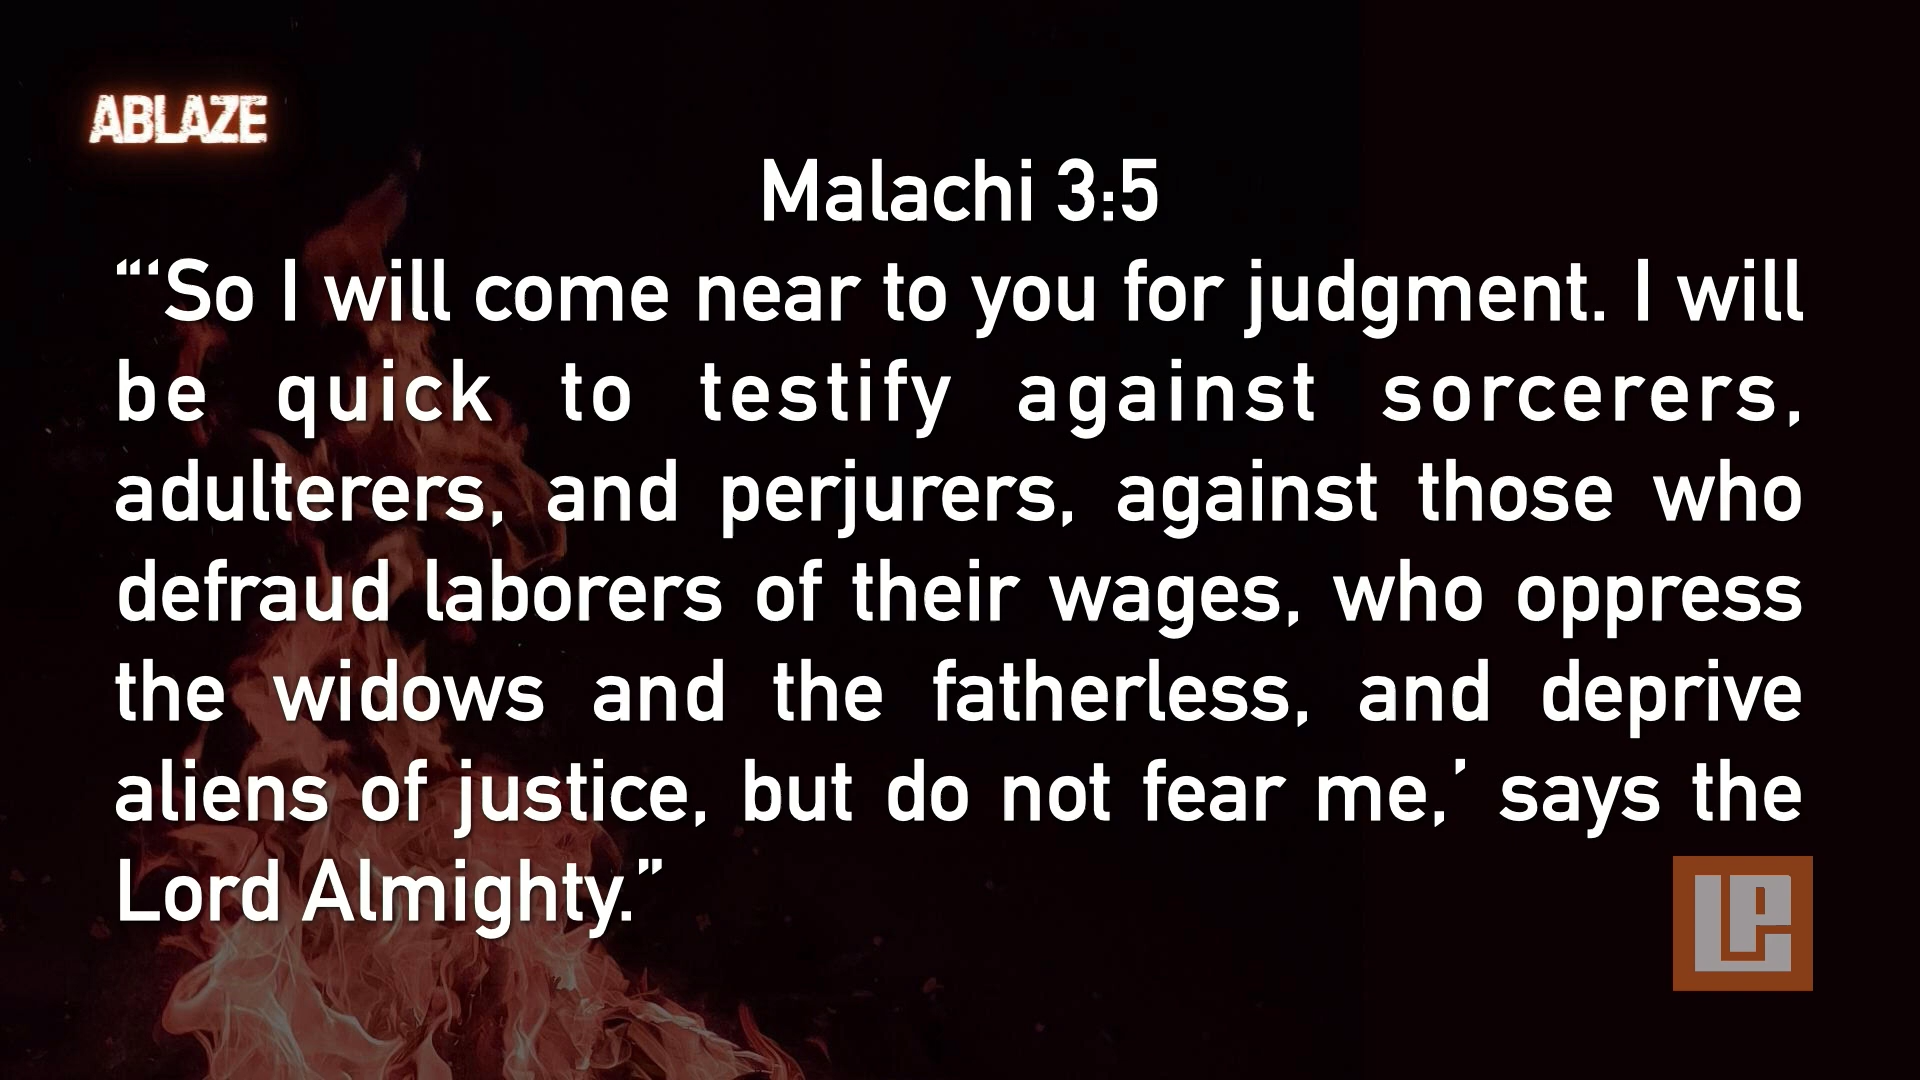 ABLAZE
Malachi 3:5
“‘So I will come near to you for judgment. I will
be quick to testify against sorcerers,
adulterers, and perjurers, against those who
defraud laborers of their wages, who oppress
the widows and the fatherless, and deprive
aliens of justice, but do not fear me,’ says the
Lord Almighty.”
LP